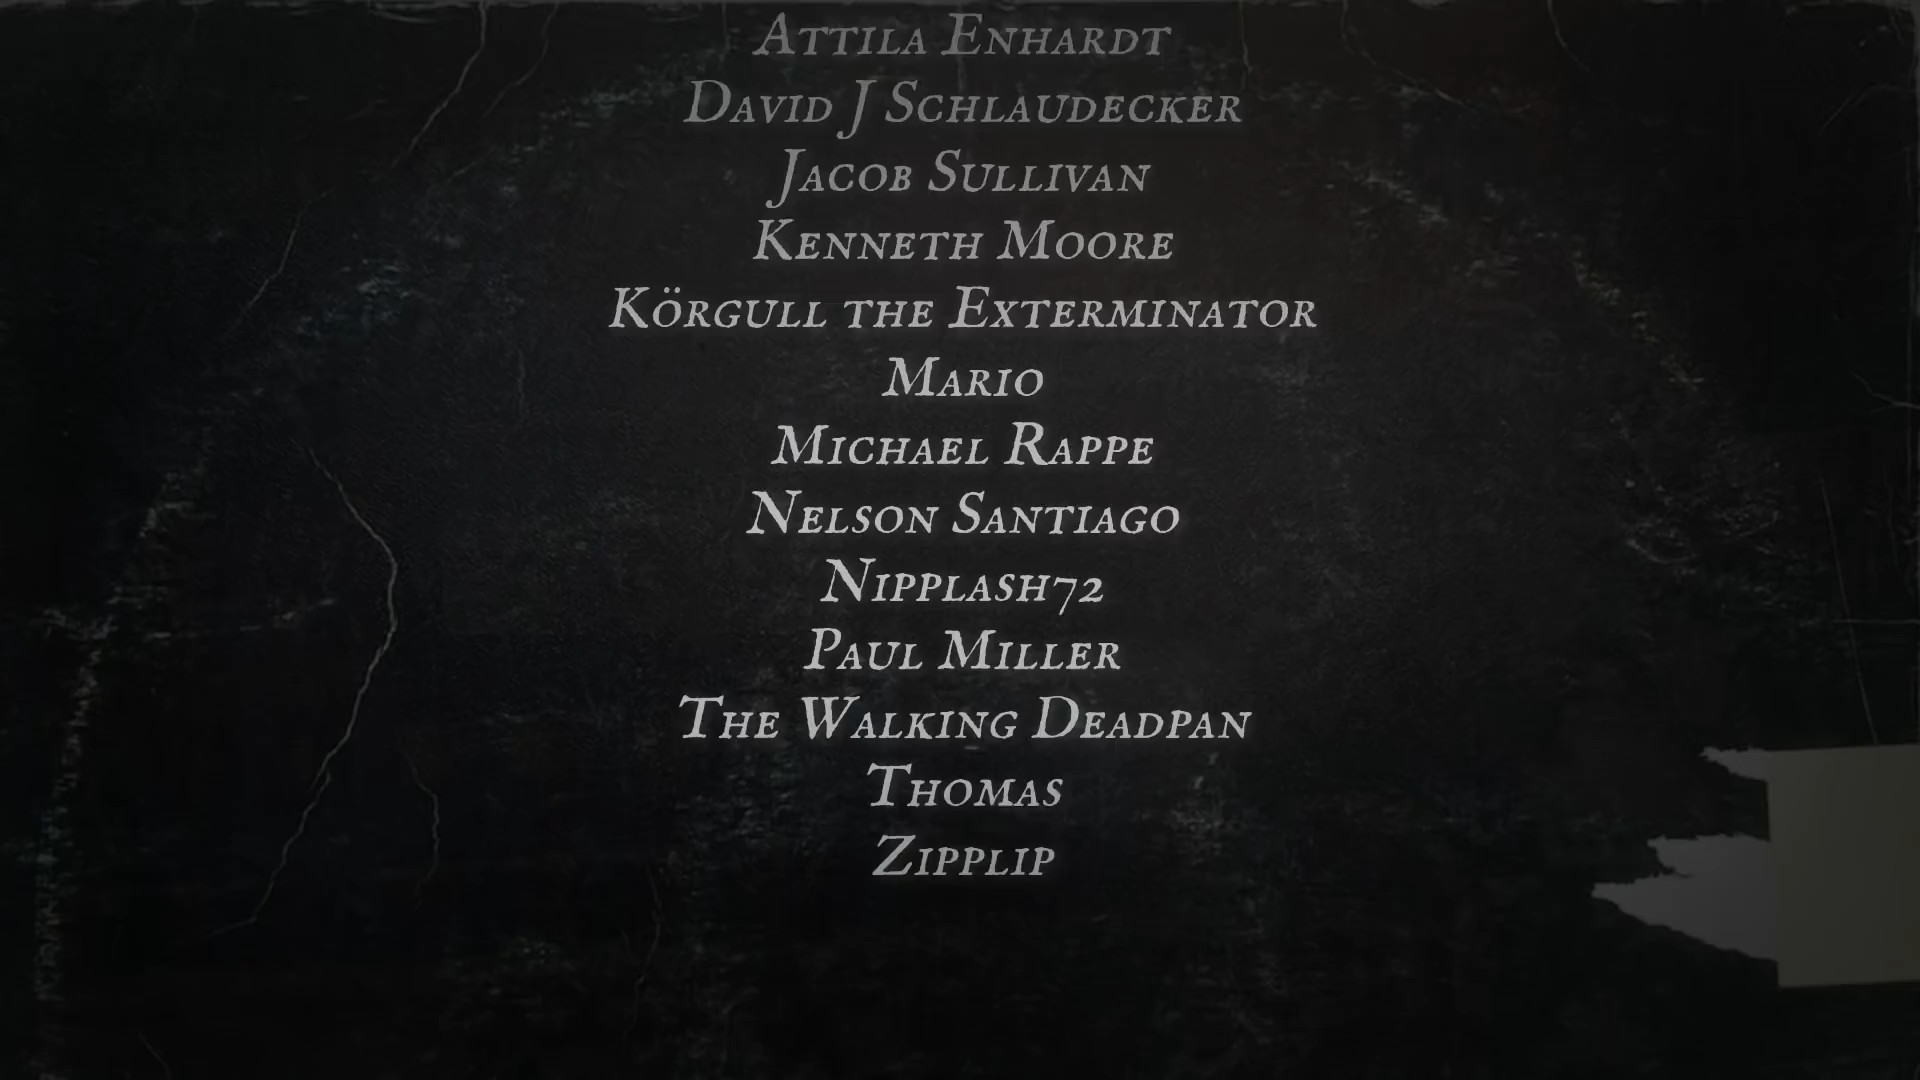 Attila Enhardt
David J Schlaudecker
Jacob Sullivan
Kenneth Moore
Körgull the Exterminator
Mario
Michael Rappe
Nelson Santiago
Nipplash72
Paul Miller
The Walking Deadpan
Thomas
Zipplip